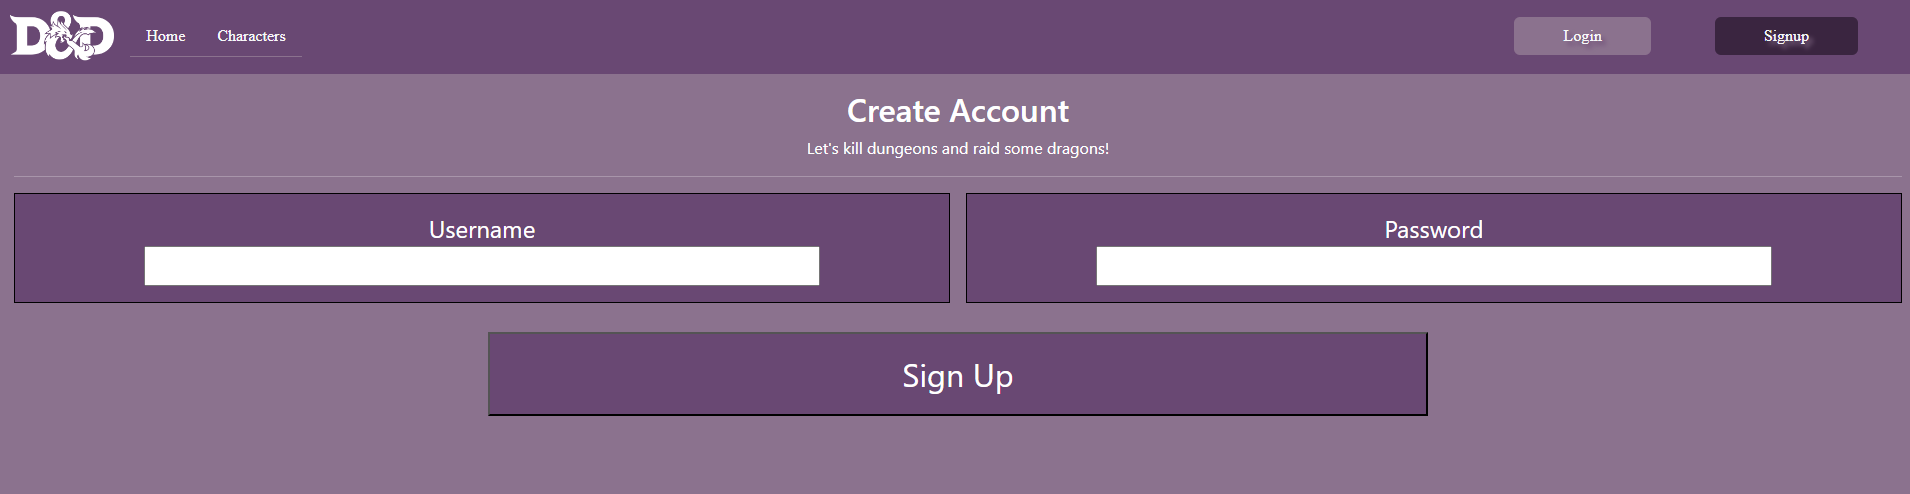 D&D Home Characters Login Signup
Create Account
Let's kill dungeons and raid some dragons!
Username Password
Sign Up